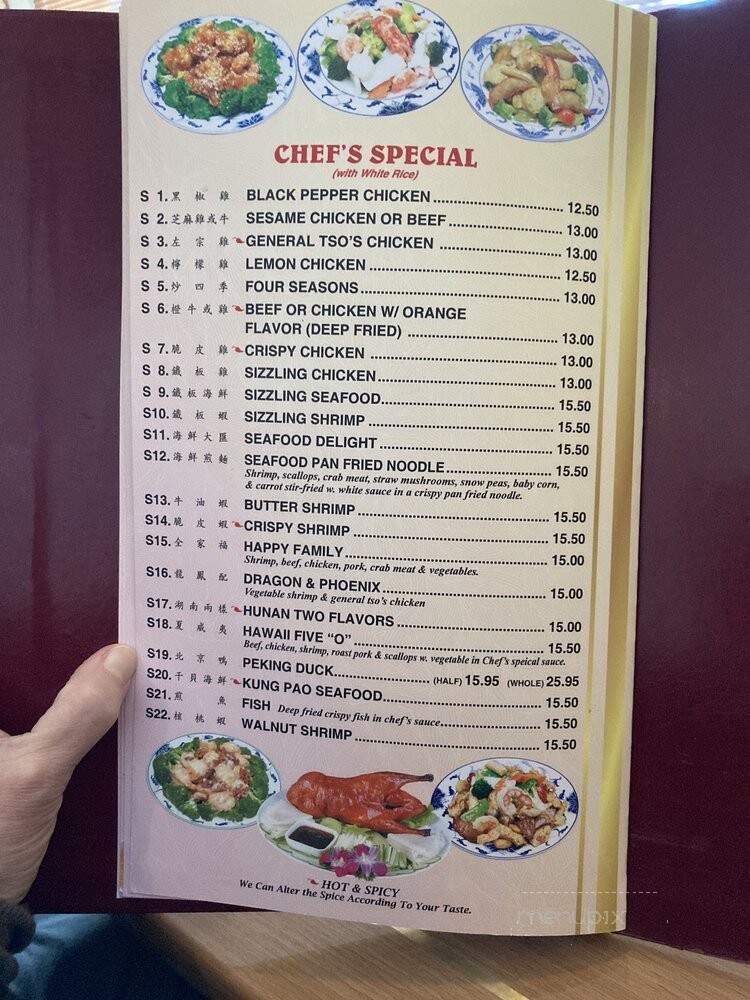 CHEF'S SPECIAL
(with White Rice)
S 1. 黑椒雞 BLACK PEPPER CHICKEN 12.50
S 2. 芝麻雞或牛 SESAME CHICKEN OR BEEF 13.00
S 3. 左宗雞 GENERAL TSO'S CHICKEN 13.00
S 4. 檸檬雞 LEMON CHICKEN 12.50
S 5. 炒四季 FOUR SEASONS 13.00
S 6. 橙牛或雞 BEEF OR CHICKEN W/ ORANGE
FLAVOR (DEEP FRIED) 13.00
S 7. 脆皮雞 CRISPY CHICKEN 13.00
S 8. 鐵板雞 SIZZLING CHICKEN 13.00
S 9. 鐵板海鮮 SIZZLING SEAFOOD 15.50
S10. 鐵板蝦 SIZZLING SHRIMP 15.50
S11. 海鮮大匯 SEAFOOD DELIGHT 15.50
S12. 海鮮煎麵 SEAFOOD PAN FRIED NOODLE 15.50
Shrimp, scallops, crab meat, straw mushrooms, snow peas, baby corn,
& carrot stir-fried w. white sauce in a crispy pan fried noodle.
S13. 牛油蝦 BUTTER SHRIMP 15.50
S14. 脆皮蝦 CRISPY SHRIMP 15.50
S15. 全家福 HAPPY FAMILY 15.00
Shrimp, beef, chicken, pork, crab meat & vegetables.
S16. 龍鳳配 DRAGON & PHOENIX 15.00
Vegetable shrimp & general tso's chicken
S17. 湖南兩樣 HUNAN TWO FLAVORS 15.00
S18. 夏威夷 HAWAII FIVE "O" 15.50
Beef, chicken, shrimp, roast pork & scallops w. vegetable in Chef's speical sauce.
S19. 北京鴨 PEKING DUCK (HALF) 15.95 (WHOLE) 25.95
S20. 干貝海鮮 KUNG PAO SEAFOOD 15.50
S21. 煎魚 FISH Deep fried crispy fish in chef's sauce 15.50
S22. 核桃蝦 WALNUT SHRIMP 15.50
HOT & SPICY
We Can Alter the Spice According To Your Taste.
menupix